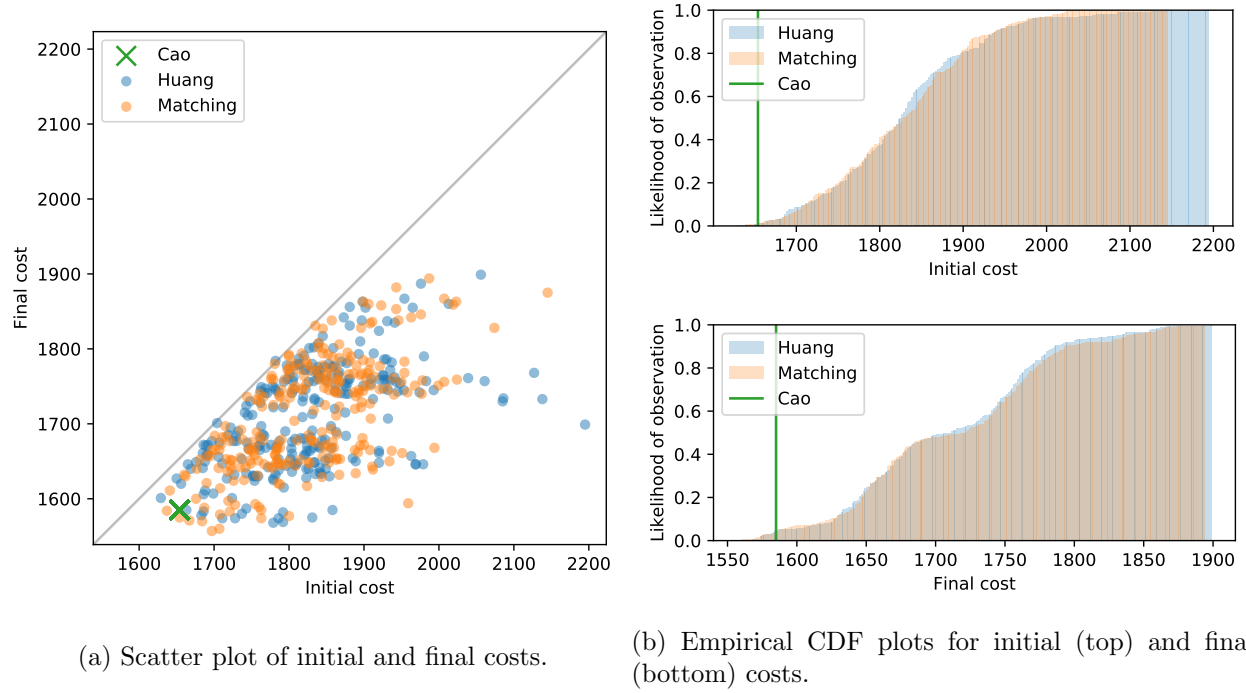 2200
2100
2000
1900
1800
1700
1600
Final cost
1600 1700 1800 1900 2000 2100 2200
Initial cost
Cao
Huang
Matching
(a) Scatter plot of initial and final costs.
1.0
0.8
0.6
0.4
0.2
0.0
Likelihood of observation
Huang
Matching
Cao
1700 1800 1900 2000 2100 2200
Initial cost
1.0
0.8
0.6
0.4
0.2
0.0
Likelihood of observation
Huang
Matching
Cao
1550 1600 1650 1700 1750 1800 1850 1900
Final cost
(b) Empirical CDF plots for initial (top) and fina
(bottom) costs.